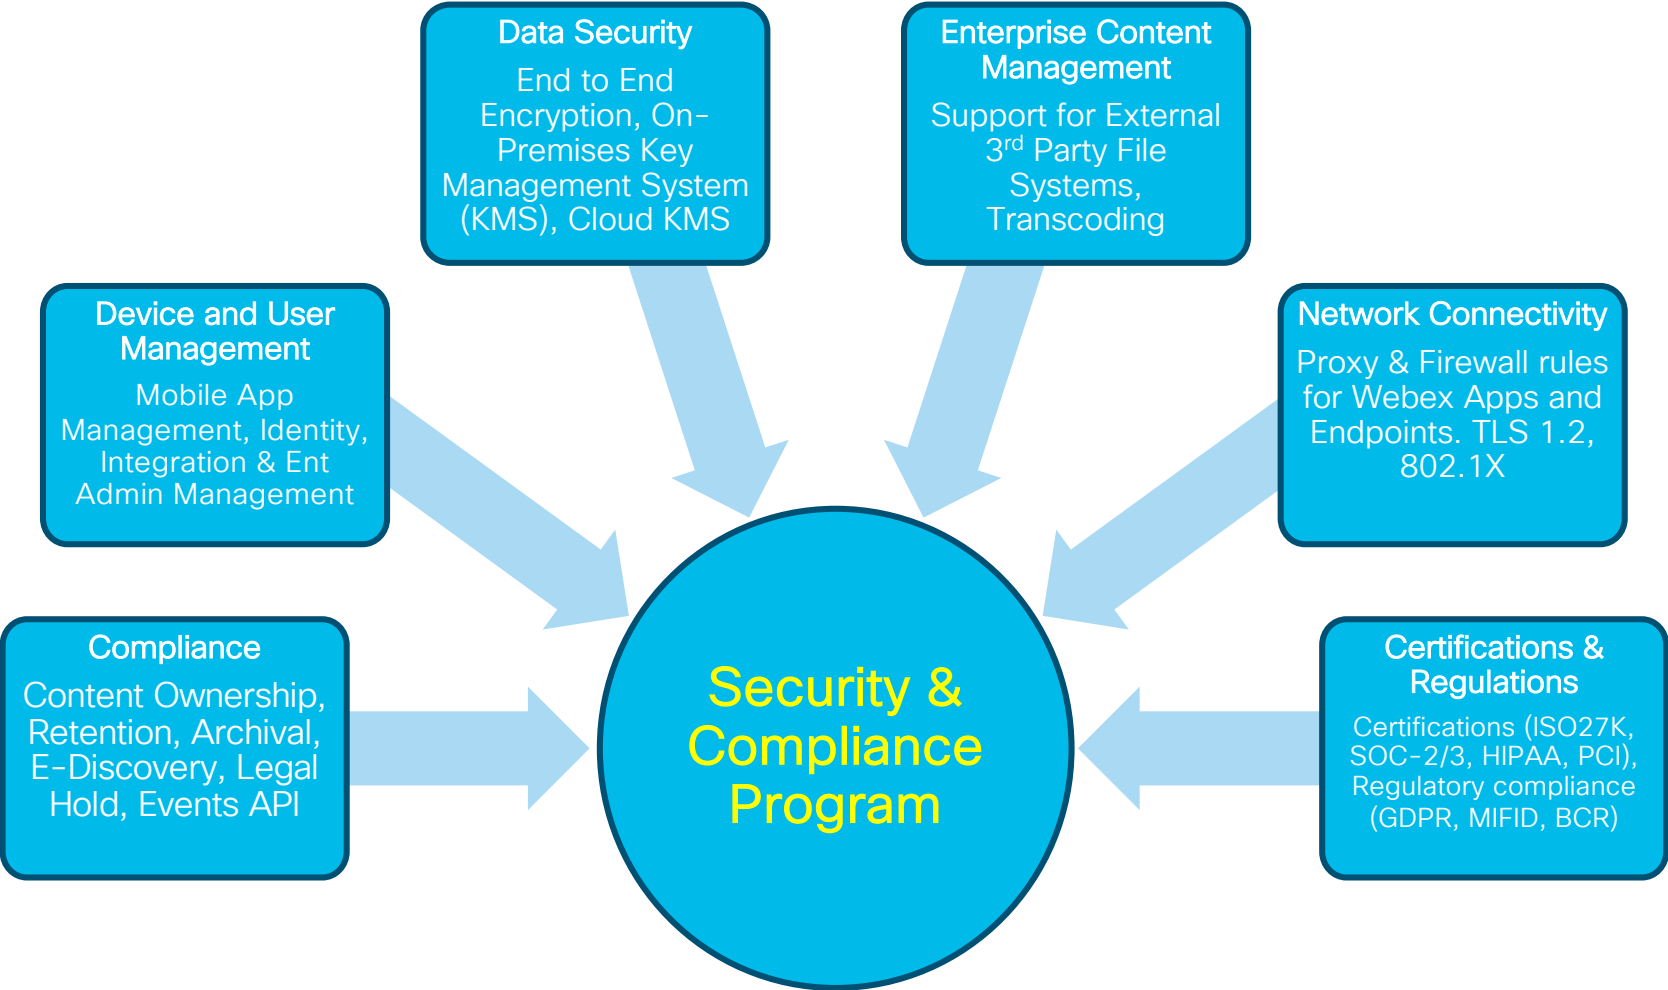 Data Security
End to End
Encryption, On-
Premises Key
Management System
(KMS), Cloud KMS
Enterprise Content
Management
Support for External
3rd Party File
Systems,
Transcoding
Device and User
Management
Mobile App
Management, Identity,
Integration & Ent
Admin Management
Network Connectivity
Proxy & Firewall rules
for Webex Apps and
Endpoints. TLS 1.2,
802.1X
Compliance
Content Ownership,
Retention, Archival,
E-Discovery, Legal
Hold, Events API
Security &
Compliance
Program
Certifications &
Regulations
Certifications (ISO27K,
SOC-2/3, HIPAA, PCI),
Regulatory compliance
(GDPR, MIFID, BCR)